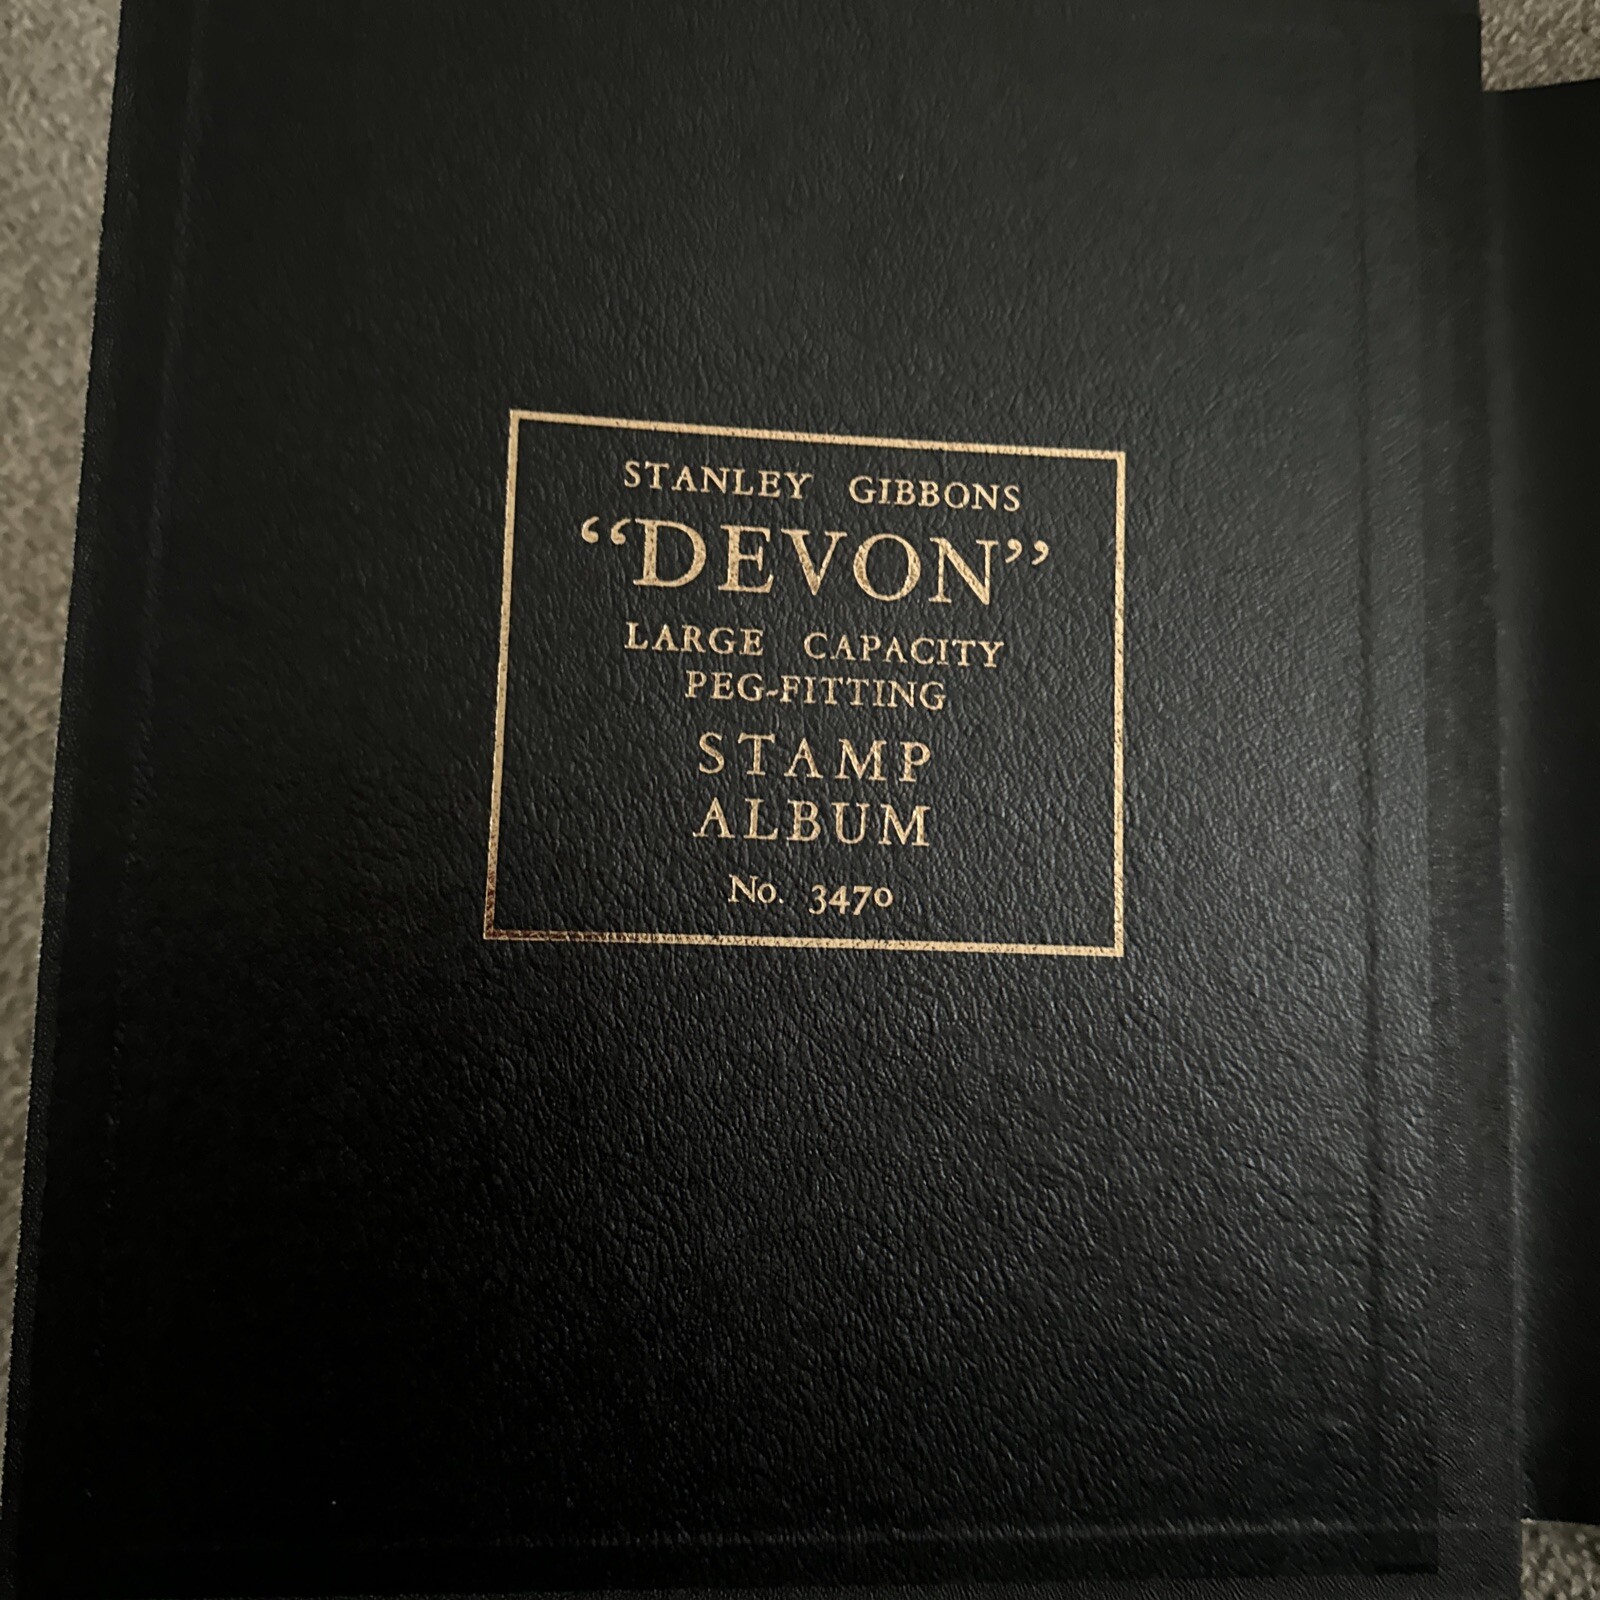 STANLEY GIBBONS
“DEVON”
LARGE CAPACITY
PEG-FITTING
STAMP
ALBUM
No. 3470